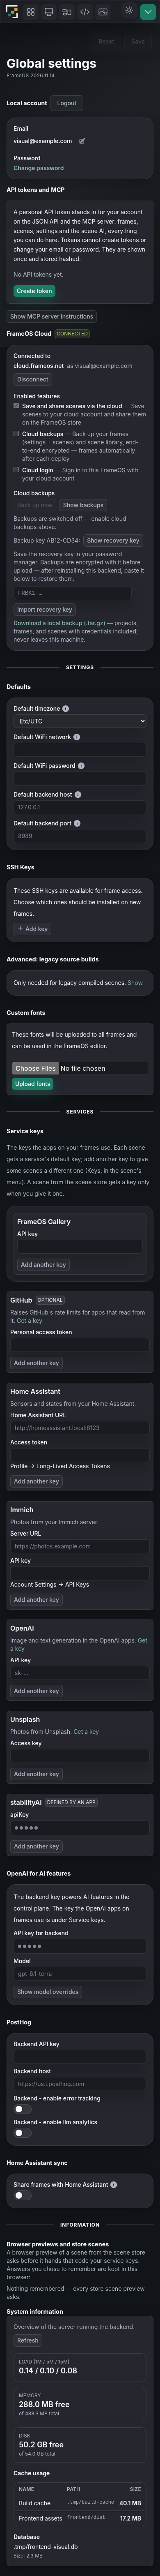 Reset Save
Global settings
FrameOS 2026.11.14
Local account Logout
Email
visual@example.com
Password
Change password
API tokens and MCP
A personal API token stands in for your account
on the JSON API and the MCP server: frames,
scenes, settings and the scene AI, everything
you can do here. Tokens cannot create tokens or
change your email or password. They are shown
once and stored hashed.
No API tokens yet.
Create token
Show MCP server instructions
FrameOS Cloud CONNECTED
Connected to
cloud.frameos.net as visual@example.com
Disconnect
Enabled features
Save and share scenes via the cloud — Save
scenes to your cloud account and share them
on the FrameOS store
Cloud backups — Back up your frames
(settings + scenes) and scene library, end-
to-end encrypted — frames automatically
after each deploy
Cloud login — Sign in to this FrameOS with
your cloud account
Cloud backups
Back up now Show backups
Backups are switched off — enable cloud
backups above.
Backup key AB12-CD34: Show recovery key
Save the recovery key in your password
manager. Backups are encrypted with it before
upload — after reinstalling this backend, paste it
below to restore them.
FRBK1-...
Import recovery key
Download a local backup (.tar.gz) — projects,
frames, and scenes with credentials included;
never leaves this machine.
SETTINGS
Defaults
Default timezone
Etc/UTC
Default WiFi network
Default WiFi password
Default backend host
127.0.0.1
Default backend port
8989
SSH Keys
These SSH keys are available for frame access.
Choose which ones should be installed on new
frames.
Add key
Advanced: legacy source builds
Only needed for legacy compiled scenes. Show
Custom fonts
These fonts will be uploaded to all frames and
can be used in the FrameOS editor.
Choose Files No file chosen
Upload fonts
SERVICES
Service keys
The keys the apps on your frames use. Each scene
gets a service's default key; add another key to give
some scenes a different one (Keys, in the scene's
menu). A scene from the scene store gets a key only
when you give it one.
FrameOS Gallery
API key
Add another key
GitHub OPTIONAL
Raises GitHub's rate limits for apps that read from
it. Get a key
Personal access token
Add another key
Home Assistant
Sensors and states from your Home Assistant.
Home Assistant URL
http://homeassistant.local:8123
Access token
Profile → Long-Lived Access Tokens
Add another key
Immich
Photos from your Immich server.
Server URL
https://photos.example.com
API key
Account Settings → API Keys
Add another key
OpenAI
Image and text generation in the OpenAI apps. Get
a key
API key
sk-...
Add another key
Unsplash
Photos from Unsplash. Get a key
Access key
Add another key
stabilityAI DEFINED BY AN APP
apiKey
Add another key
OpenAI for AI features
The backend key powers AI features in the
control plane. The key the OpenAI apps on
frames use is under Service keys.
API key for backend
Model
gpt-6.1-terra
Show model overrides
PostHog
Backend API key
Backend host
https://us.i.posthog.com
Backend - enable error tracking
Backend - enable llm analytics
Home Assistant sync
Share frames with Home Assistant
INFORMATION
Browser previews and store scenes
A browser preview of a scene from the scene store
asks before it hands that code your service keys.
Answers you chose to remember are kept in this
browser:
Nothing remembered — every store scene preview
asks.
System information
Overview of the server running the backend.
Refresh
LOAD (1M / 5M / 15M)
0.14 / 0.10 / 0.08
MEMORY
288.0 MB free
of 488.3 MB total
DISK
50.2 GB free
of 54.0 GB total
Cache usage
NAME PATH SIZE
Build cache .tmp/build-cache 40.1 MB
Frontend assets frontend/dist 17.2 MB
Database
.tmp/frontend-visual.db
Size: 2.3 MB